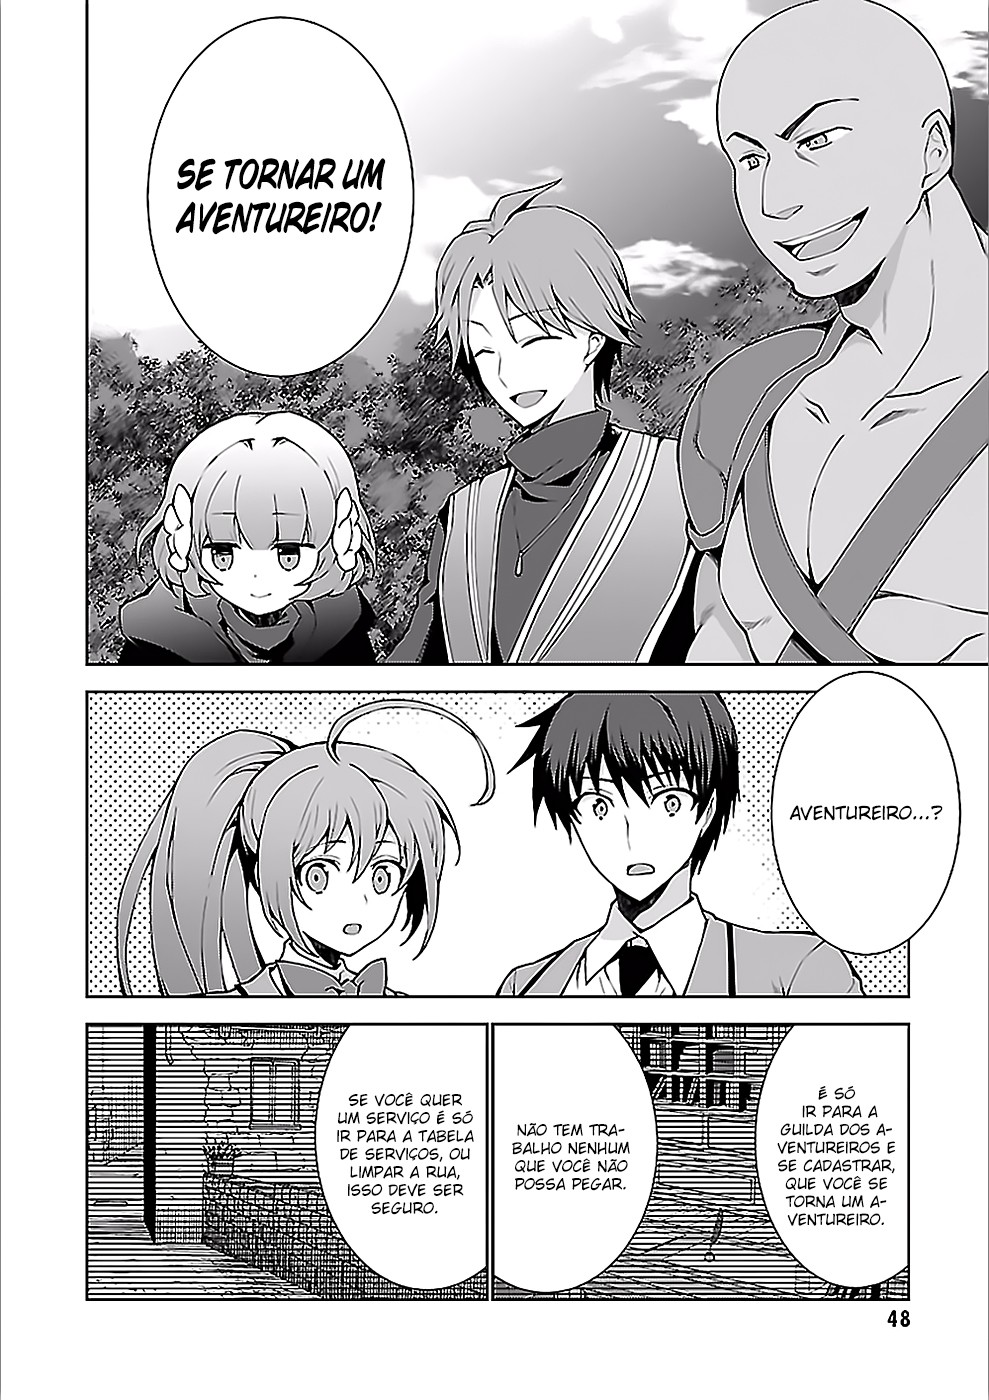 SE TORNAR UM
AVENTUREIRO!
AVENTUREIRO...?
É SÓ
IR PARA A
GUILDA DOS A-
VENTUREIROS E
SE CADASTRAR,
QUE VOCÊ SE
TORNA UM A-
VENTUREIRO.
NÃO TEM TRA-
BALHO NENHUM
QUE VOCÊ NÃO
POSSA PEGAR.
SE VOCÊ QUER
UM SERVIÇO É SÓ
IR PARA A TABELA
DE SERVIÇOS, OU
LIMPAR A RUA,
ISSO DEVE SER
SEGURO.
48